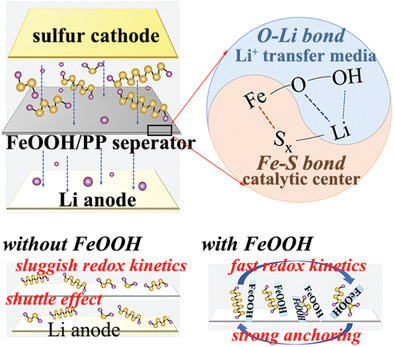 sulfur cathode
FeOOH/PP seperator
Li anode
O-Li bond
Li⁺ transfer media
Fe O OH
Sₓ Li
Fe-S bond
catalytic center
without FeOOH
sluggish redox kinetics
shuttle effect
Li anode
with FeOOH
fast redox kinetics
FeOOH FeOOH FeOOH FeOOH FeOOH
strong anchoring